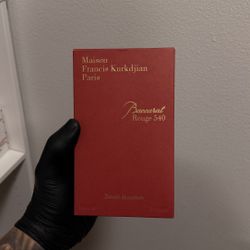 Maison
Francis Kurkdjian
Paris
Baccarat
Rouge 540